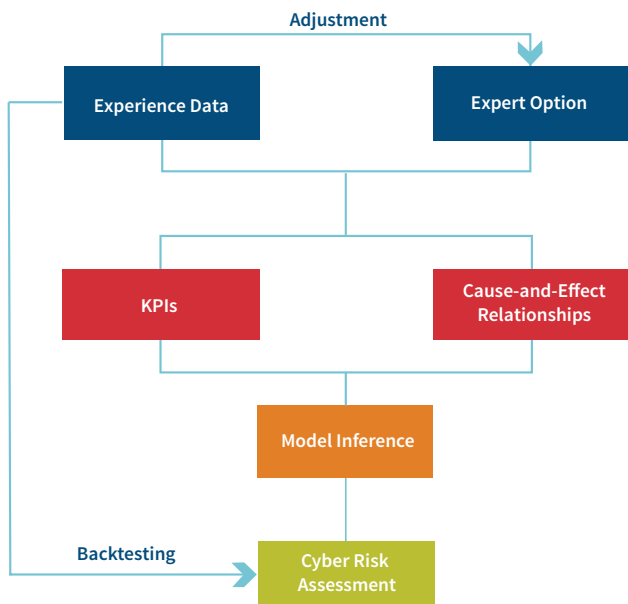 Adjustment
Experience Data
Expert Option
KPIs
Cause-and-Effect
Relationships
Model Inference
Backtesting
Cyber Risk
Assessment